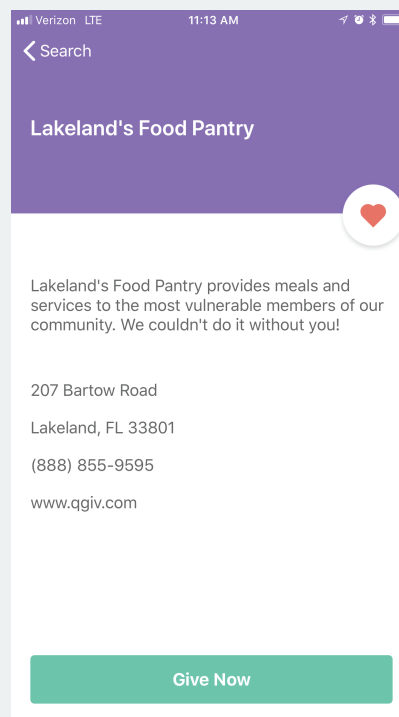 Verizon LTE 11:13 AM
Search
Lakeland's Food Pantry
Lakeland's Food Pantry provides meals and
services to the most vulnerable members of our
community. We couldn't do it without you!
207 Bartow Road
Lakeland, FL 33801
(888) 855-9595
www.qgiv.com
Give Now